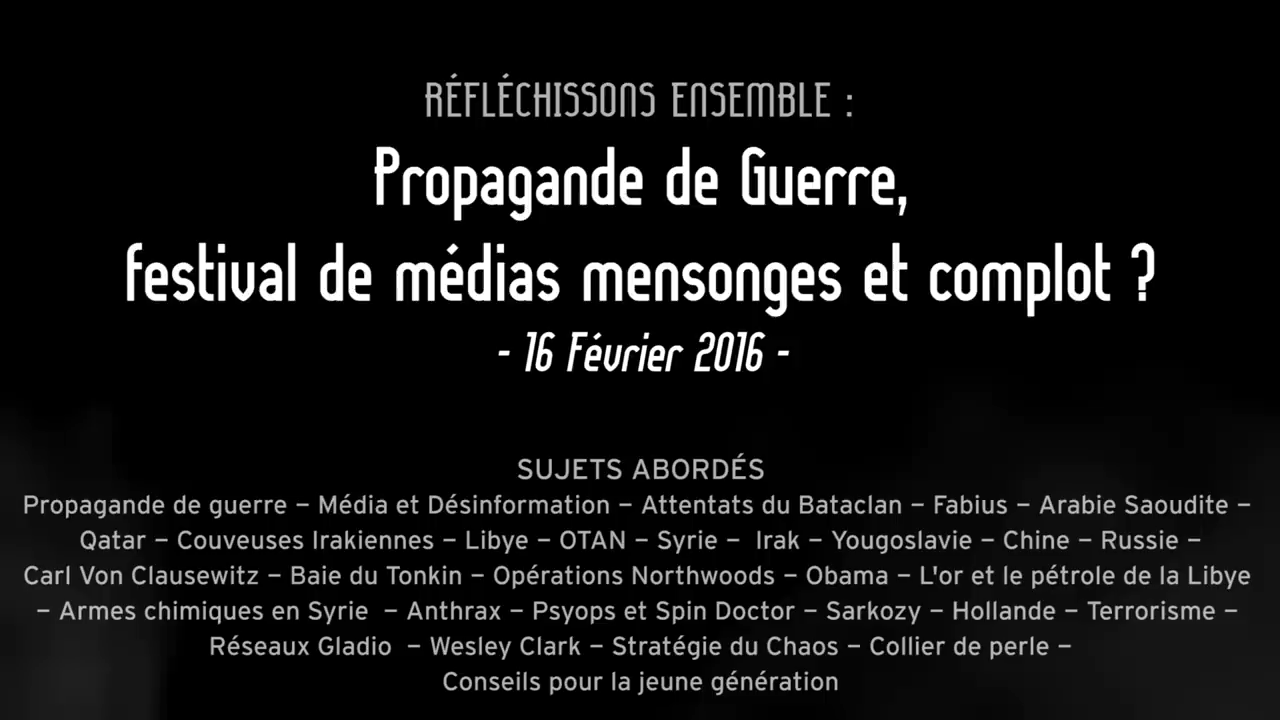 RÉFLÉCHISSONS ENSEMBLE :
Propagande de Guerre,
festival de médias mensonges et complot ?
- 16 Février 2016 -
SUJETS ABORDÉS
Propagande de guerre – Média et Désinformation – Attentats du Bataclan – Fabius – Arabie Saoudite –
Qatar – Couveuses Irakiennes – Libye – OTAN – Syrie – Irak – Yougoslavie – Chine – Russie –
Carl Von Clausewitz – Baie du Tonkin – Opérations Northwoods – Obama – L'or et le pétrole de la Libye
– Armes chimiques en Syrie – Anthrax – Psyops et Spin Doctor – Sarkozy – Hollande – Terrorisme –
Réseaux Gladio – Wesley Clark – Stratégie du Chaos – Collier de perle –
Conseils pour la jeune génération